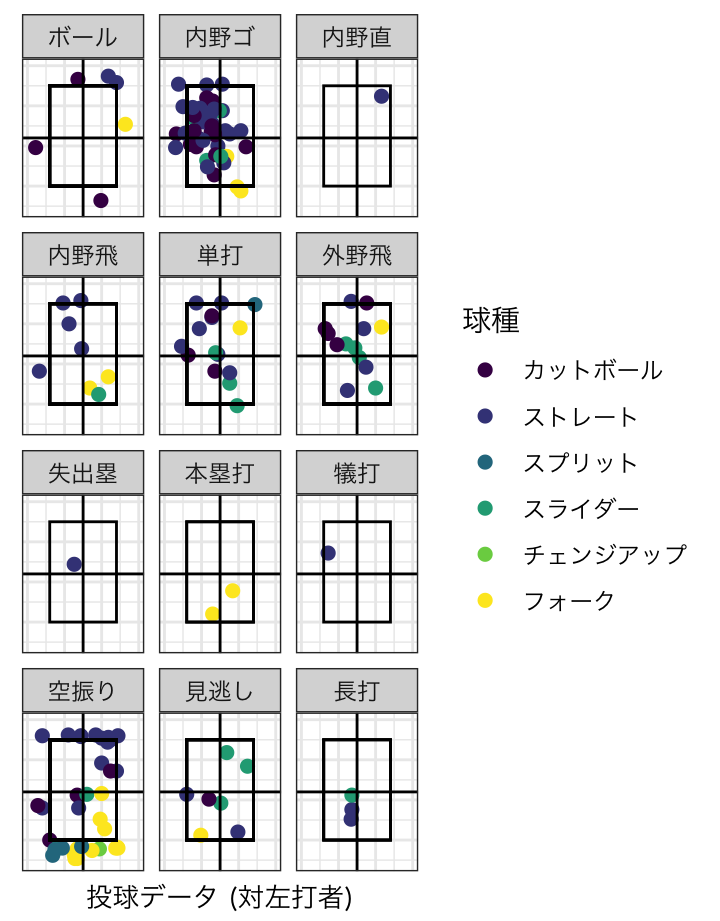 ボール
内野ゴ
内野直
内野飛
単打
外野飛
失出塁
本塁打
犠打
空振り
見逃し
長打
球種
カットボール
ストレート
スプリット
スライダー
チェンジアップ
フォーク
投球データ (対左打者)